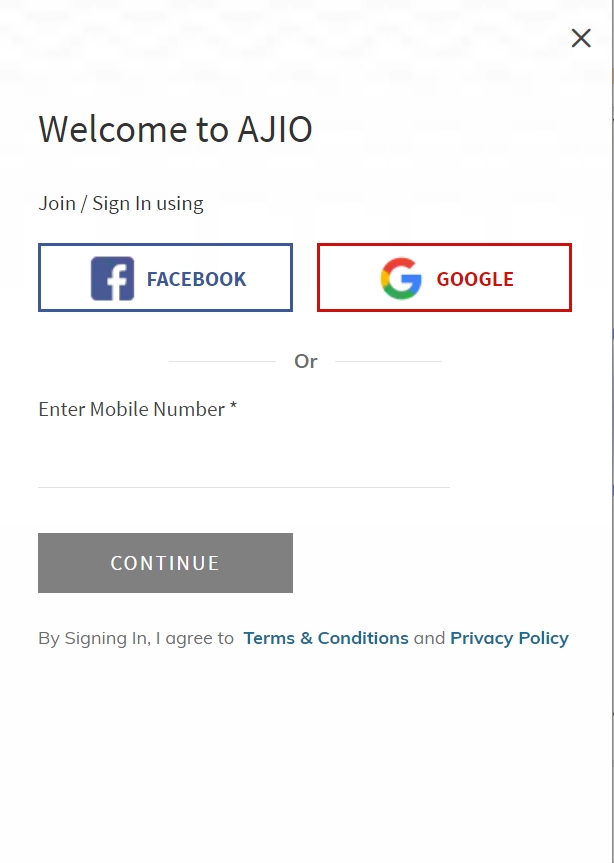 Welcome to AJIO
Join / Sign In using
FACEBOOK GOOGLE
Or
Enter Mobile Number *
CONTINUE
By Signing In, I agree to Terms & Conditions and Privacy Policy